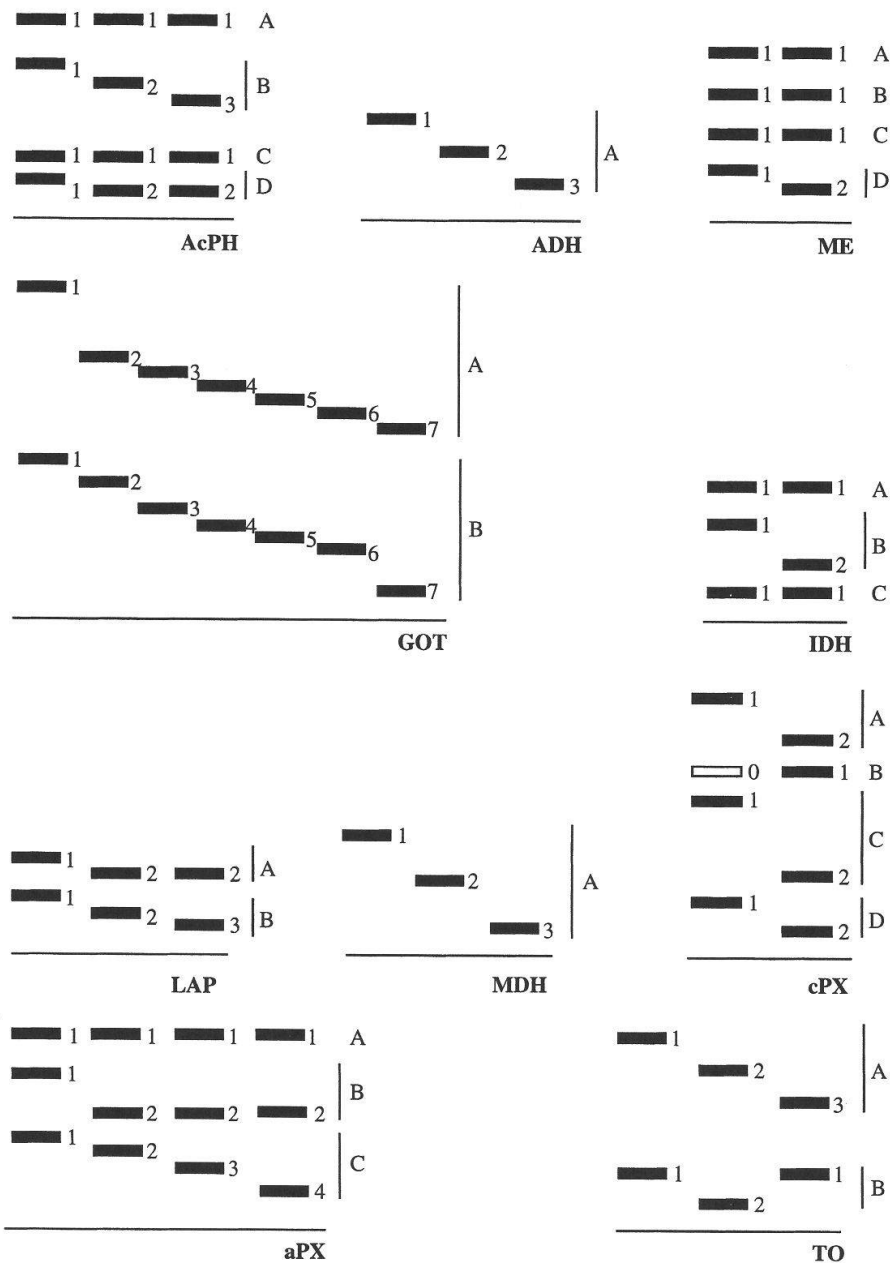 1 1 1 A
1 2 3 B
1 1 1 C
1 2 2 D
AcPH
1 2 3 A
ADH
1 1 A
1 1 B
1 1 C
1 2 D
ME
1 2 3 4 5 6 7 A
1 2 3 4 5 6 7 B
GOT
1 1 A
1 2 B
1 1 C
IDH
1 2 2 A
1 2 3 B
LAP
1 2 3 A
MDH
1 2 A
0 1 B
1 2 C
1 2 D
cPX
1 1 1 1 A
1 2 2 2 B
1 2 3 4 C
aPX
1 2 3 A
1 2 1 B
TO